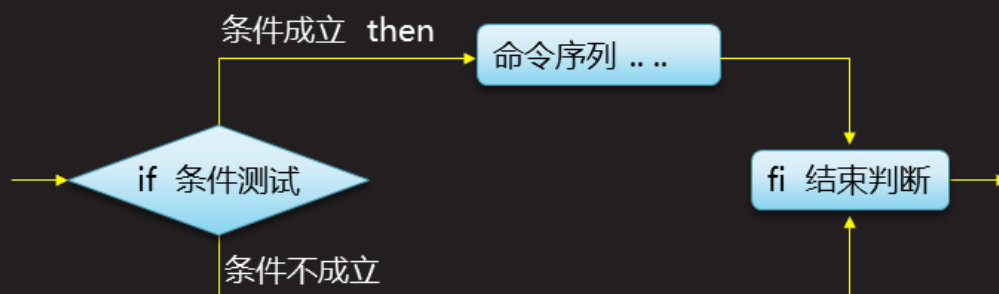 条件成立 then
命令序列 .. ..
if 条件测试
fi 结束判断
条件不成立